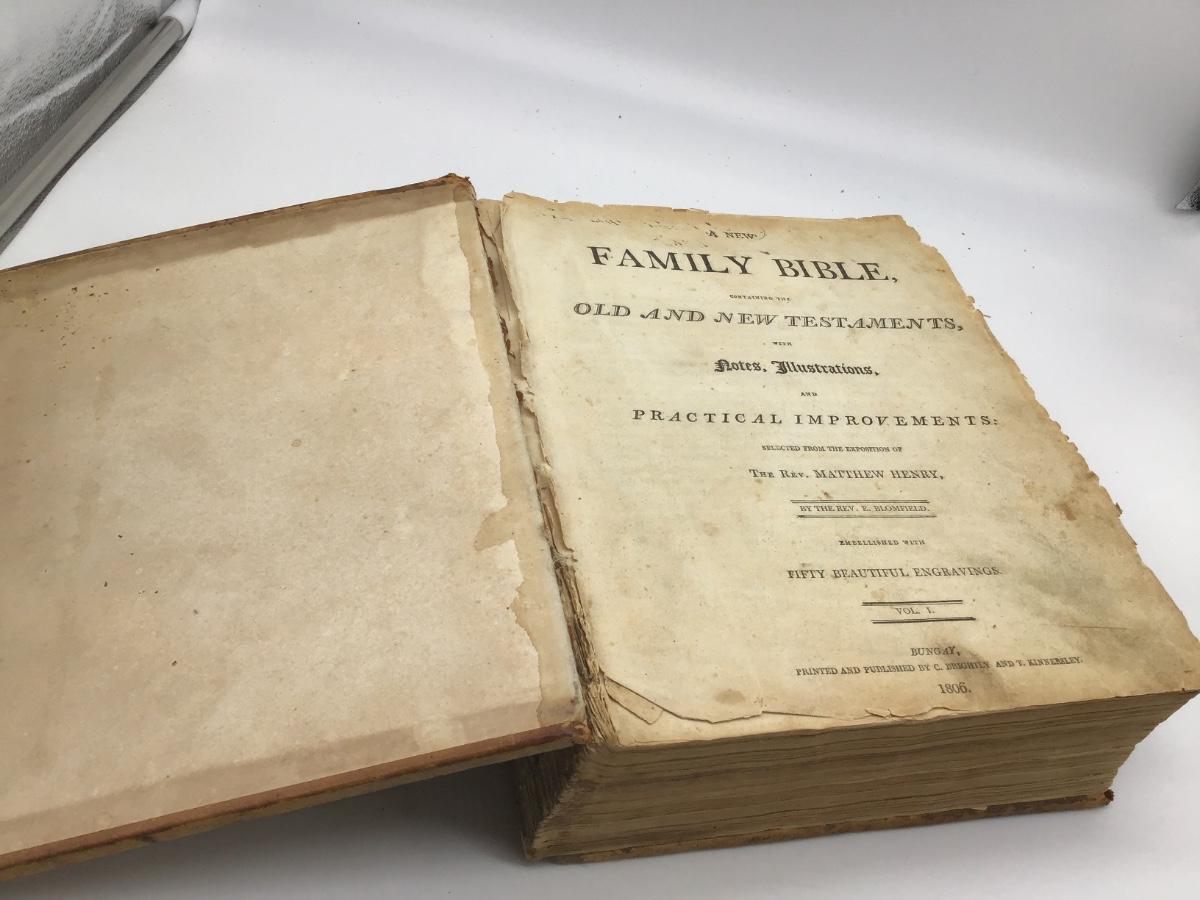 A NEW
FAMILY BIBLE,
CONTAINING THE
OLD AND NEW TESTAMENTS,
WITH
Notes, Illustrations,
AND
PRACTICAL IMPROVEMENTS:
SELECTED FROM THE EXPOSITION OF
THE REV. MATTHEW HENRY,
BY THE REV. E. BLOMFIELD.
EMBELLISHED WITH
FIFTY BEAUTIFUL ENGRAVINGS.
VOL. I.
BUNGAY,
PRINTED AND PUBLISHED BY C. BRIGHTLY AND T. KINNERSLEY.
1806.